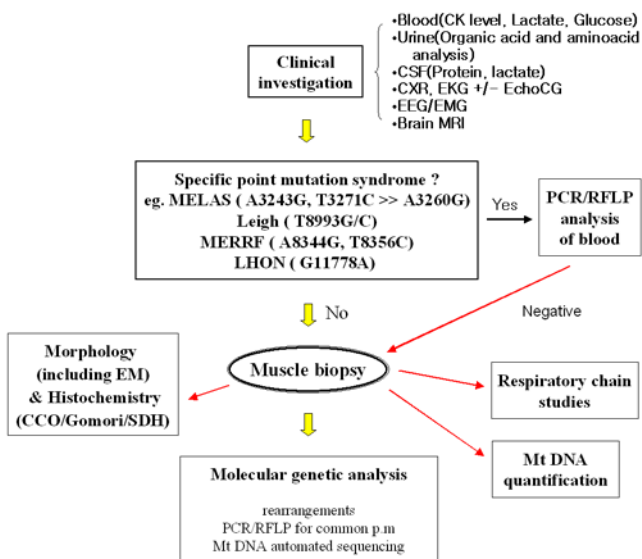 Clinical
investigation
•Blood(CK level, Lactate, Glucose)
•Urine(Organic acid and aminoacid
analysis)
•CSF(Protein, lactate)
•CXR, EKG +/− EchoCG
•EEG/EMG
•Brain MRI
Specific point mutation syndrome ?
eg. MELAS ( A3243G, T3271C >> A3260G)
Leigh ( T8993G/C)
MERRF ( A8344G, T8356C)
LHON ( G11778A)
Yes
PCR/RFLP
analysis
of blood
No
Negative
Morphology
(including EM)
& Histochemistry
(CCO/Gomori/SDH)
Muscle biopsy
Respiratory chain
studies
Mt DNA
quantification
Molecular genetic analysis
rearrangements
PCR/RFLP for common p.m
Mt DNA automated sequencing